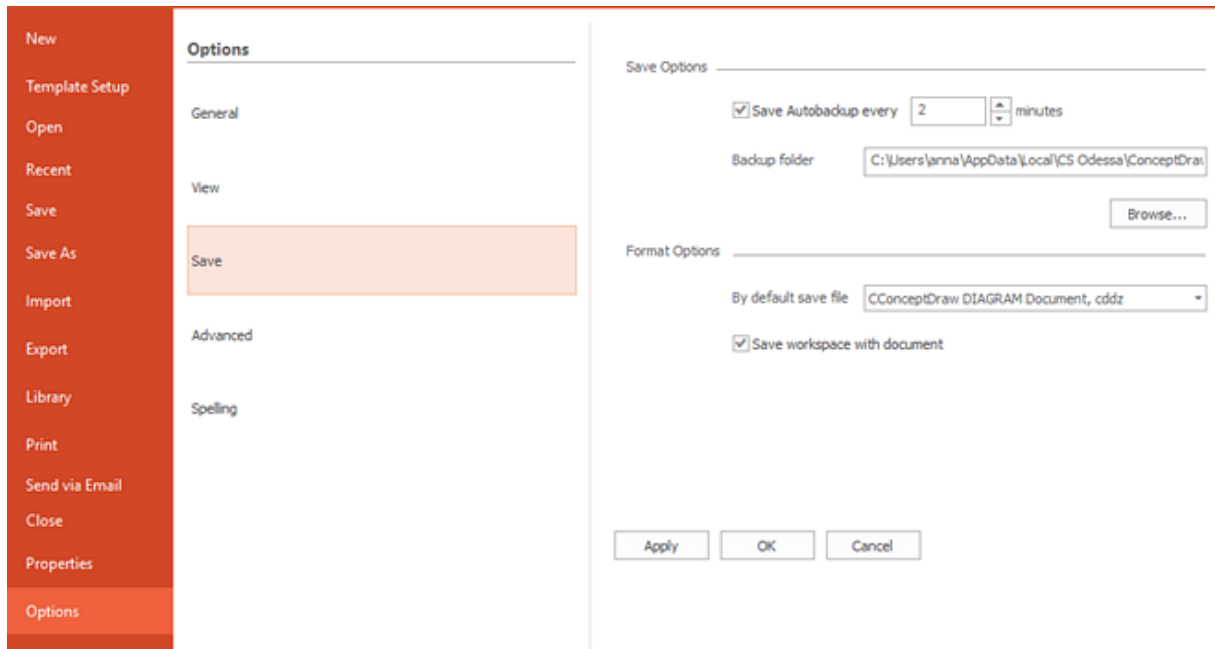 New
Template Setup
Open
Recent
Save
Save As
Import
Export
Library
Print
Send via Email
Close
Properties
Options
Options
General
View
Save
Advanced
Spelling
Save Options
Save Autobackup every 2 minutes
Backup folder C:\Users\anna\AppData\Local\CS Odessa\ConceptDra
Browse...
Format Options
By default save file CConceptDraw DIAGRAM Document, cddz
Save workspace with document
Apply OK Cancel